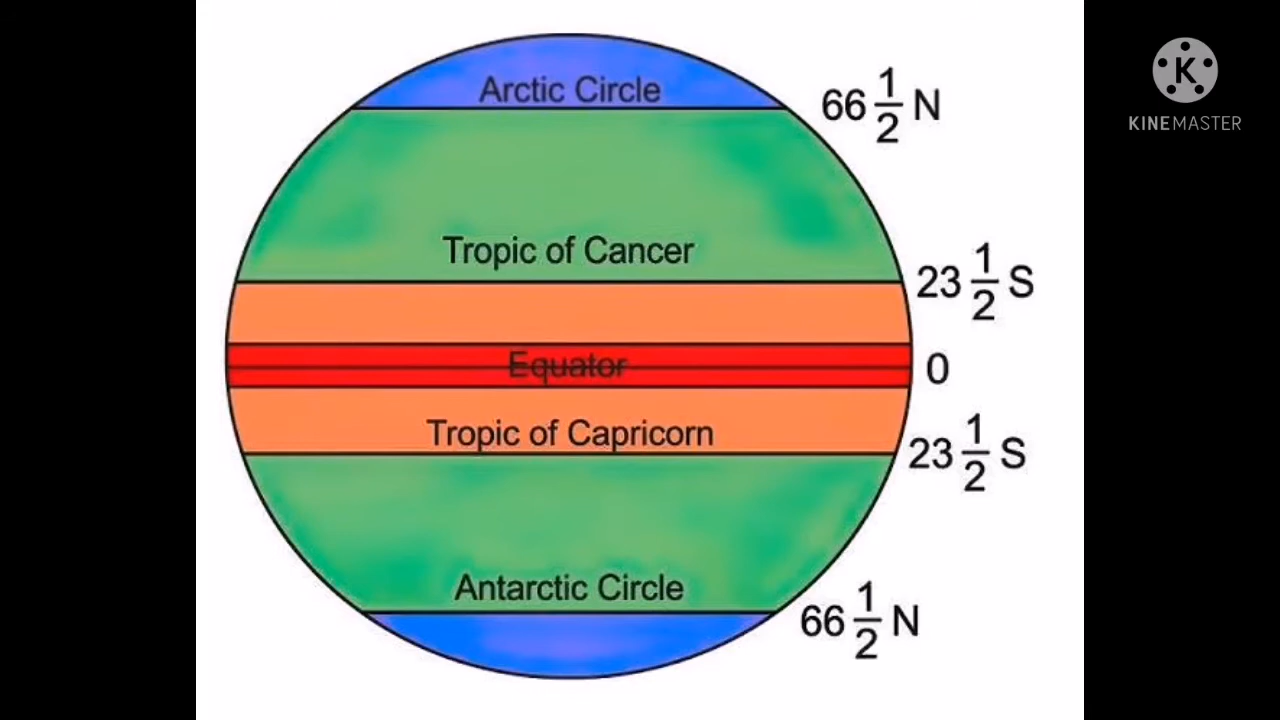 Arctic Circle
66 1/2 N
KINEMASTER
Tropic of Cancer
23 1/2 S
Equator
0
Tropic of Capricorn
23 1/2 S
Antarctic Circle
66 1/2 N